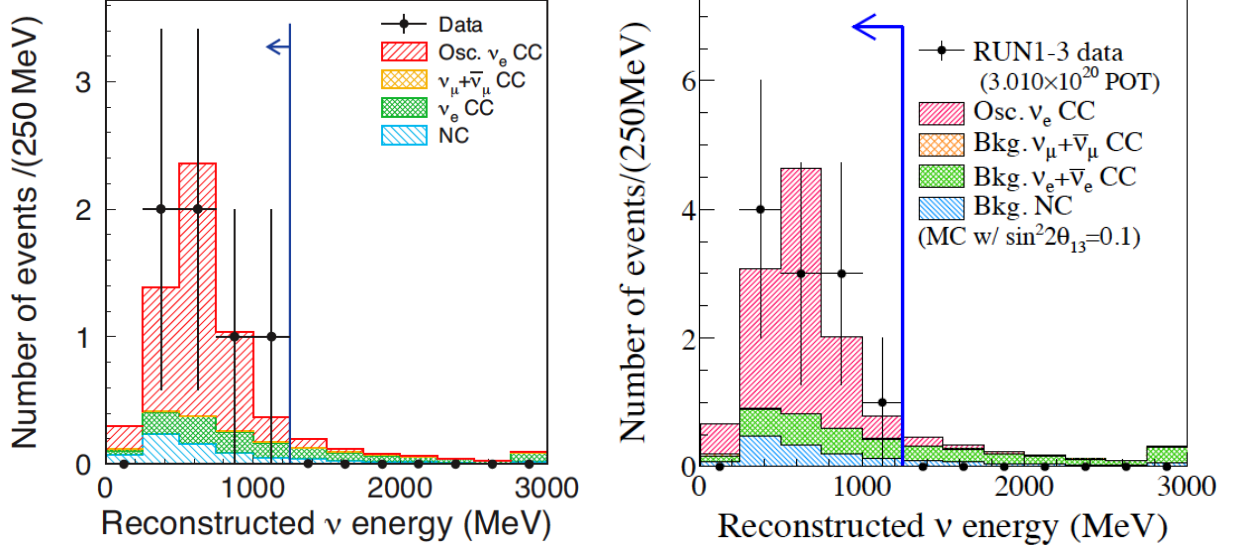 Number of events /(250 MeV)
3
2
1
0
Data
Osc. νe CC
νμ+ν̅μ CC
νe CC
NC
0 1000 2000 3000
Reconstructed ν energy (MeV)
Number of events/(250MeV)
6
4
2
0
RUN1-3 data
(3.010×10²⁰ POT)
Osc. νe CC
Bkg. νμ+ν̅μ CC
Bkg. νe+ν̅e CC
Bkg. NC
(MC w/ sin²2θ₁₃=0.1)
0 1000 2000 3000
Reconstructed ν energy (MeV)